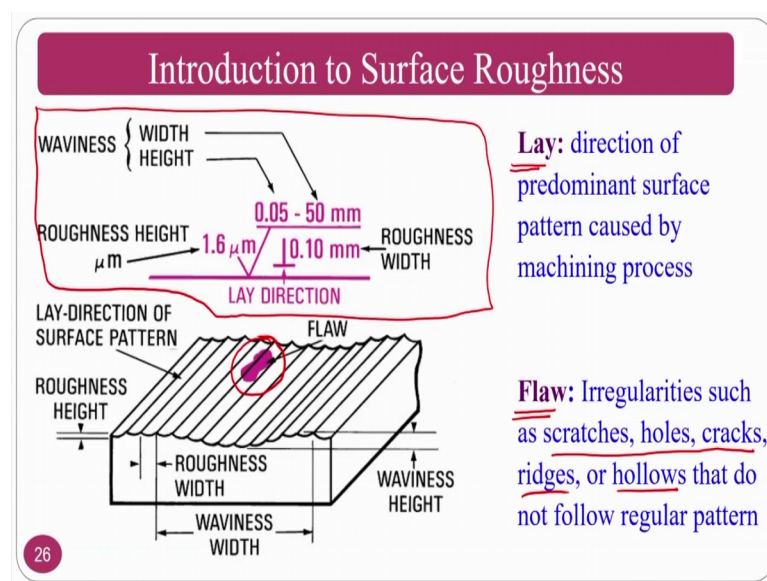 Introduction to Surface Roughness
WAVINESS { WIDTH
HEIGHT
0.05 - 50 mm
ROUGHNESS HEIGHT
μm
1.6 μm
0.10 mm
ROUGHNESS
WIDTH
LAY DIRECTION
LAY-DIRECTION OF
SURFACE PATTERN
FLAW
ROUGHNESS
HEIGHT
ROUGHNESS
WIDTH
WAVINESS
HEIGHT
WAVINESS
WIDTH
Lay: direction of
predominant surface
pattern caused by
machining process
Flaw: Irregularities such
as scratches, holes, cracks,
ridges, or hollows that do
not follow regular pattern
26